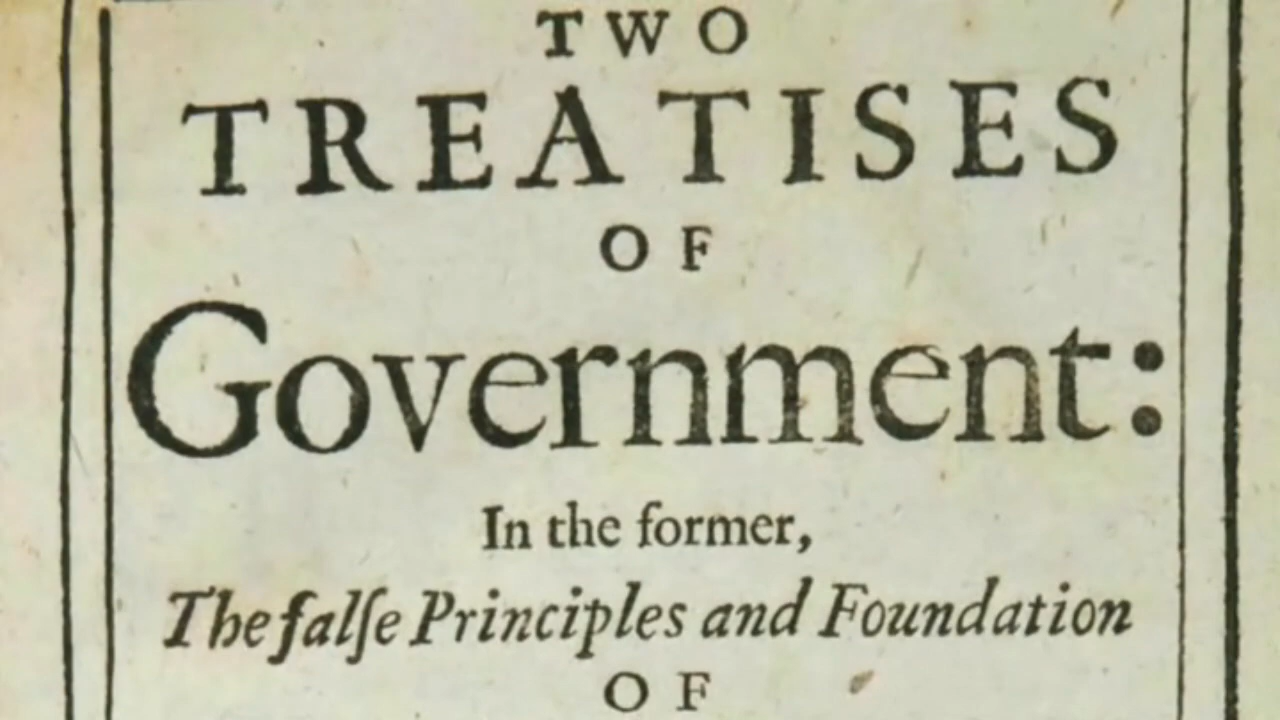 TWO
TREATISES
OF
Government:
In the former,
The falſe Principles and Foundation
OF